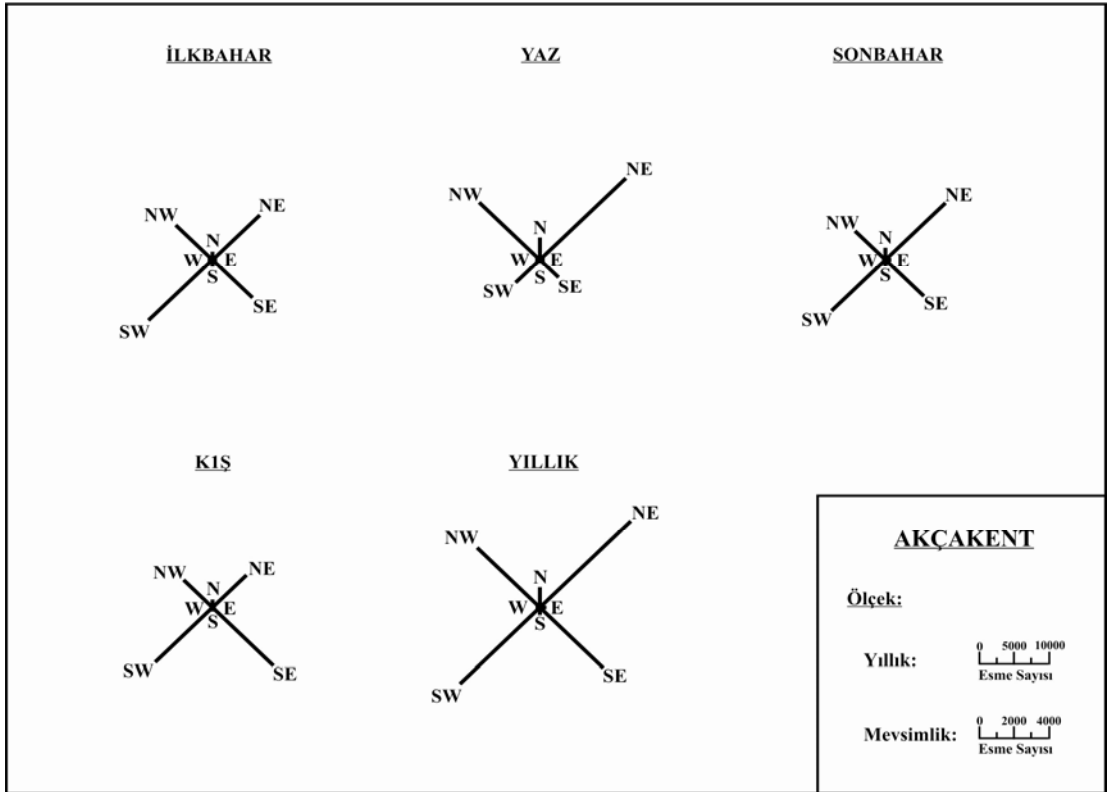 İLKBAHAR
YAZ
SONBAHAR
NW
NE
N
W
E
S
SW
SE
NW
NE
N
W
E
S
SW
SE
NW
NE
N
W
E
S
SW
SE
K1Ş
YILLIK
NW
NE
N
W
E
S
SW
SE
NW
NE
N
W
E
S
SW
SE
AKÇAKENT
Ölçek:
Yıllık:
0 5000 10000
Esme Sayısı
Mevsimlik:
0 2000 4000
Esme Sayısı